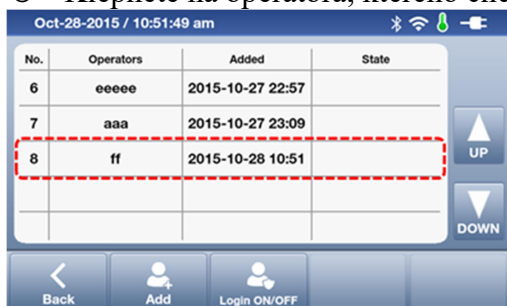 Oct-28-2015 / 10:51:49 am
No. Operators Added State
6 eeeee 2015-10-27 22:57
7 aaa 2015-10-27 23:09
8 ff 2015-10-28 10:51
UP
DOWN
Back Add Login ON/OFF